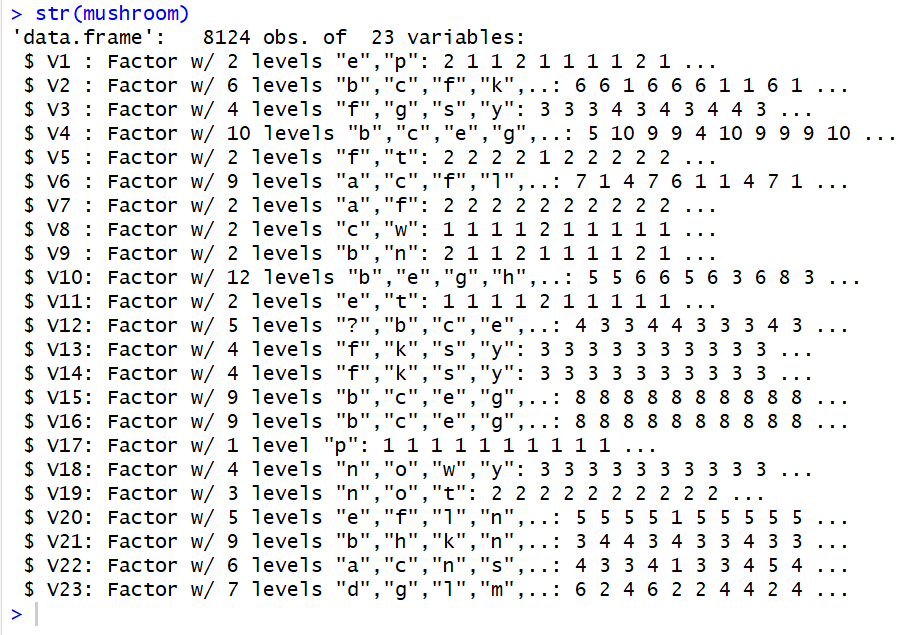 > str(mushroom)
'data.frame':   8124 obs. of  23 variables:
 $ V1 : Factor w/ 2 levels "e","p": 2 1 1 2 1 1 1 1 2 1 ...
 $ V2 : Factor w/ 6 levels "b","c","f","k",..: 6 6 1 6 6 6 1 1 6 1 ...
 $ V3 : Factor w/ 4 levels "f","g","s","y": 3 3 3 4 3 4 3 4 4 3 ...
 $ V4 : Factor w/ 10 levels "b","c","e","g",..: 5 10 9 9 4 10 9 9 9 10 ...
 $ V5 : Factor w/ 2 levels "f","t": 2 2 2 2 1 2 2 2 2 2 ...
 $ V6 : Factor w/ 9 levels "a","c","f","l",..: 7 1 4 7 6 1 1 4 7 1 ...
 $ V7 : Factor w/ 2 levels "a","f": 2 2 2 2 2 2 2 2 2 2 ...
 $ V8 : Factor w/ 2 levels "c","w": 1 1 1 1 2 1 1 1 1 1 ...
 $ V9 : Factor w/ 2 levels "b","n": 2 1 1 2 1 1 1 1 2 1 ...
 $ V10: Factor w/ 12 levels "b","e","g","h",..: 5 5 6 6 5 6 3 6 8 3 ...
 $ V11: Factor w/ 2 levels "e","t": 1 1 1 1 2 1 1 1 1 1 ...
 $ V12: Factor w/ 5 levels "?","b","c","e",..: 4 3 3 4 4 3 3 3 4 3 ...
 $ V13: Factor w/ 4 levels "f","k","s","y": 3 3 3 3 3 3 3 3 3 3 ...
 $ V14: Factor w/ 4 levels "f","k","s","y": 3 3 3 3 3 3 3 3 3 3 ...
 $ V15: Factor w/ 9 levels "b","c","e","g",..: 8 8 8 8 8 8 8 8 8 8 ...
 $ V16: Factor w/ 9 levels "b","c","e","g",..: 8 8 8 8 8 8 8 8 8 8 ...
 $ V17: Factor w/ 1 level "p": 1 1 1 1 1 1 1 1 1 1 ...
 $ V18: Factor w/ 4 levels "n","o","w","y": 3 3 3 3 3 3 3 3 3 3 ...
 $ V19: Factor w/ 3 levels "n","o","t": 2 2 2 2 2 2 2 2 2 2 ...
 $ V20: Factor w/ 5 levels "e","f","l","n",..: 5 5 5 5 1 5 5 5 5 5 ...
 $ V21: Factor w/ 9 levels "b","h","k","n",..: 3 4 4 3 4 3 3 4 3 3 ...
 $ V22: Factor w/ 6 levels "a","c","n","s",..: 4 3 3 4 1 3 3 4 5 4 ...
 $ V23: Factor w/ 7 levels "d","g","l","m",..: 6 2 4 6 2 2 4 4 2 4 ...
>